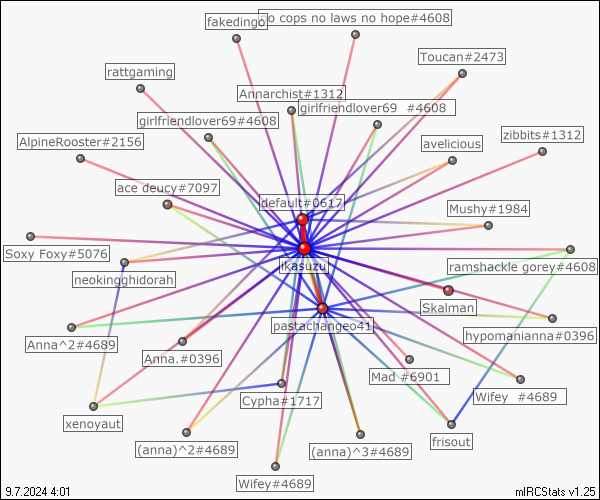 fakedingo
no cops no laws no hope#4608
Toucan#2473
rattgaming
Annarchist#1312
girlfriendlover69 #4608
girlfriendlover69#4608
zibbits#1312
AlpineRooster#2156
avelicious
ace deucy#7097
default#0617
Mushy#1984
Soxy Foxy#5076
ikasuzu
ramshackle gorey#4608
neokingghidorah
Skalman
pastachangeo41
hypomanianna#0396
Anna^2#4689
Anna.#0396
Mad #6901
Cypha#1717
Wifey #4689
xenoyaut
frisout
(anna)^2#4689
(anna)^3#4689
Wifey#4689
9.7.2024 4:01
mIRCStats v1.25